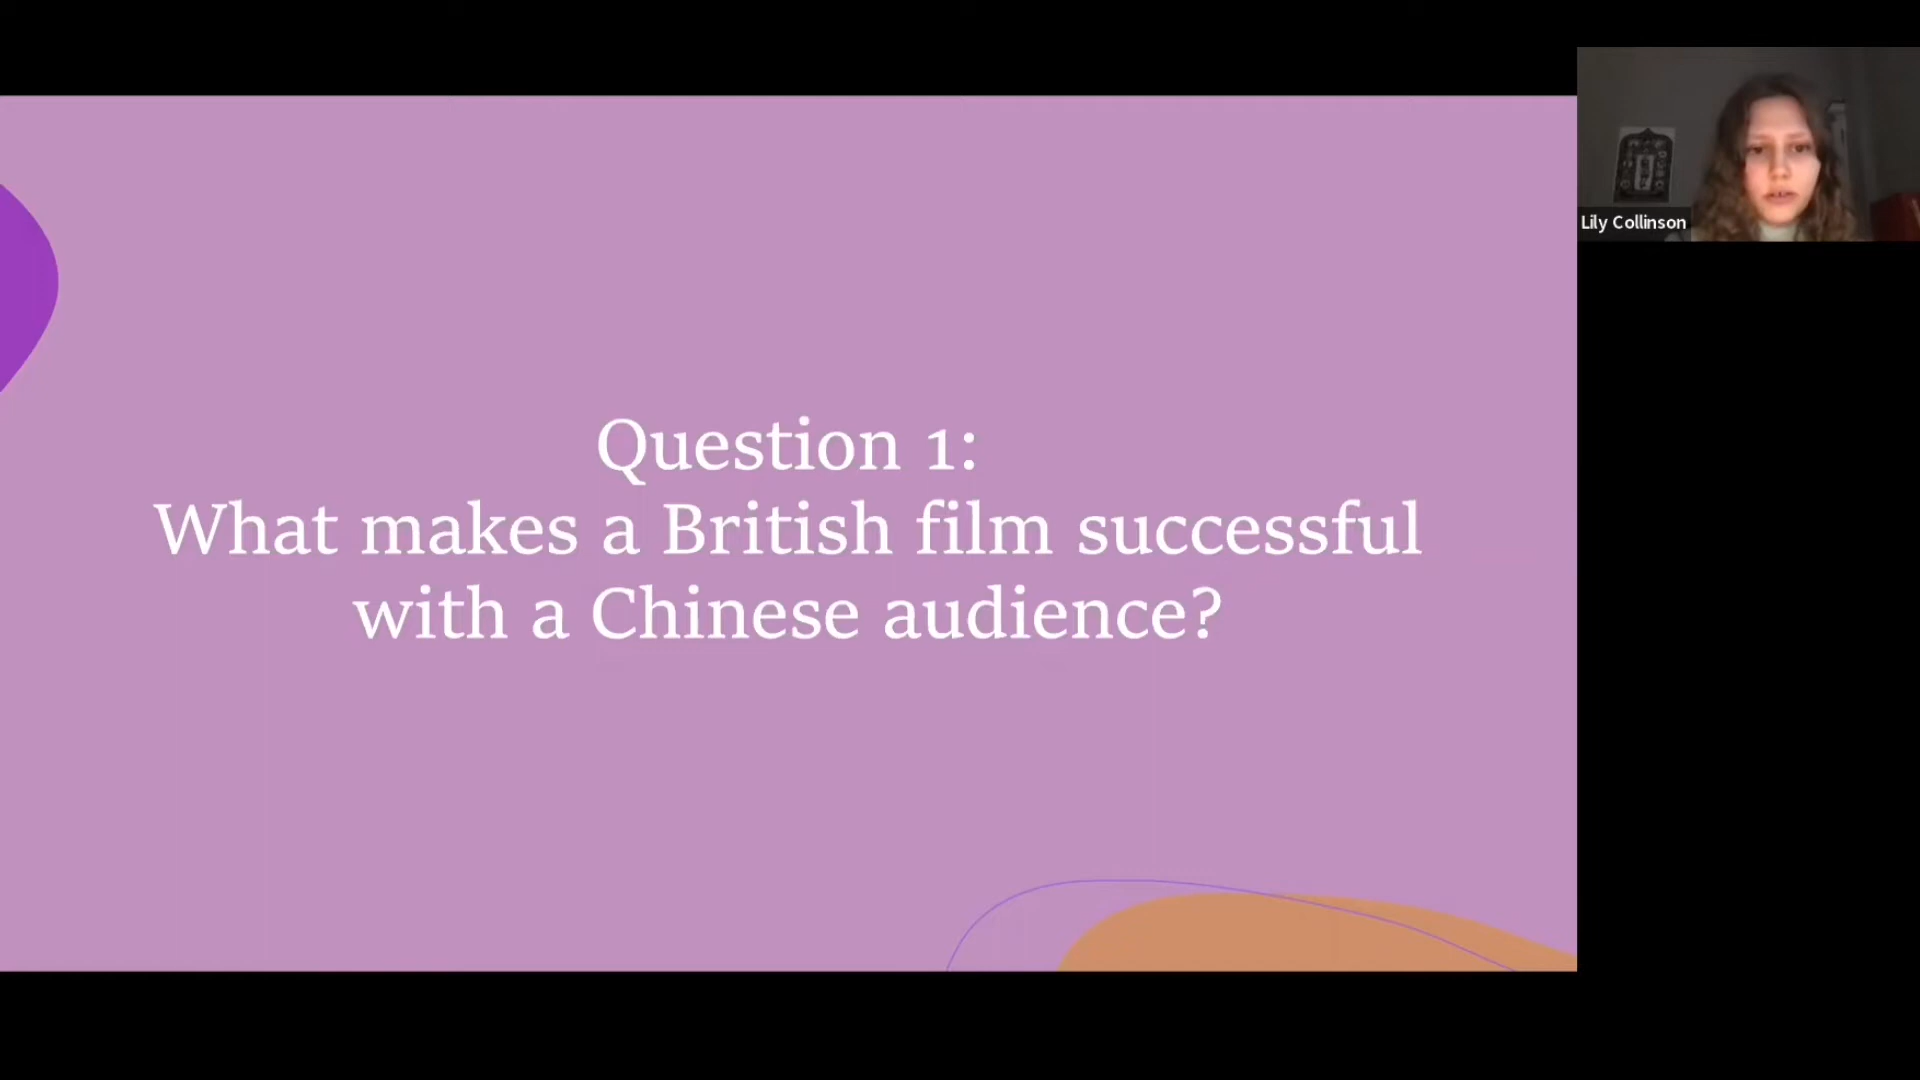 Question 1:
What makes a British film successful
with a Chinese audience?
Lily Collinson